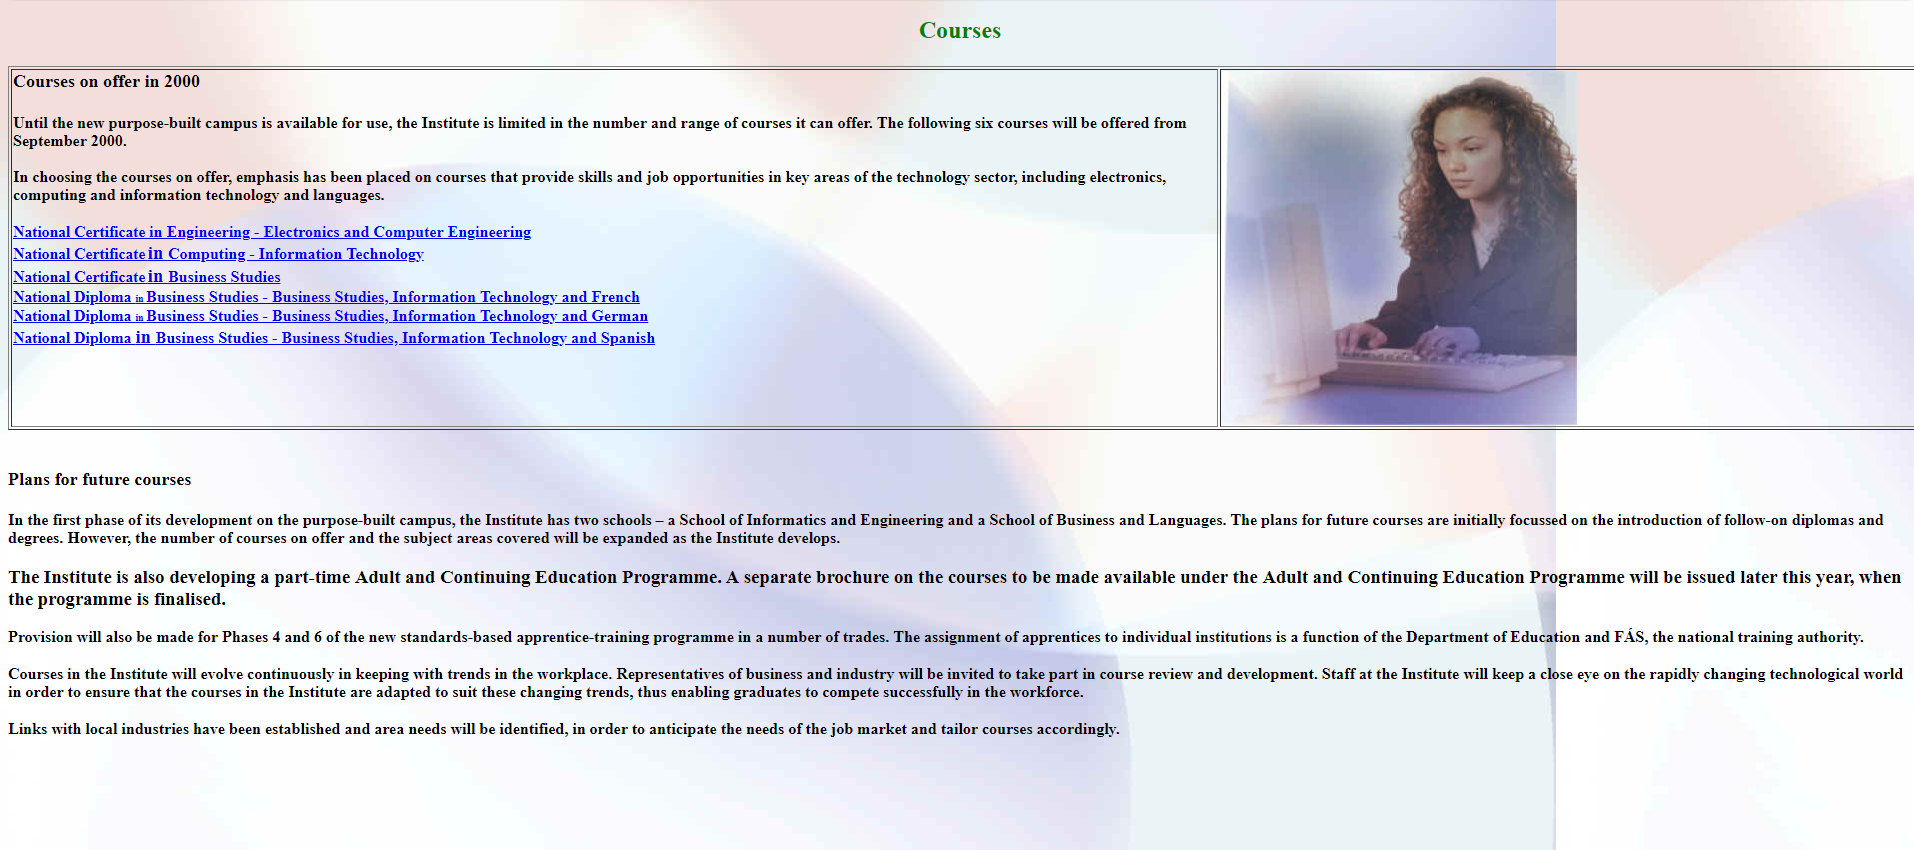 Courses
Courses on offer in 2000
Until the new purpose-built campus is available for use, the Institute is limited in the number and range of courses it can offer. The following six courses will be offered from
September 2000.
In choosing the courses on offer, emphasis has been placed on courses that provide skills and job opportunities in key areas of the technology sector, including electronics,
computing and information technology and languages.
National Certificate in Engineering - Electronics and Computer Engineering
National Certificate in Computing - Information Technology
National Certificate in Business Studies
National Diploma in Business Studies - Business Studies, Information Technology and French
National Diploma in Business Studies - Business Studies, Information Technology and German
National Diploma in Business Studies - Business Studies, Information Technology and Spanish
Plans for future courses
In the first phase of its development on the purpose-built campus, the Institute has two schools – a School of Informatics and Engineering and a School of Business and Languages. The plans for future courses are initially focussed on the introduction of follow-on diplomas and
degrees. However, the number of courses on offer and the subject areas covered will be expanded as the Institute develops.
The Institute is also developing a part-time Adult and Continuing Education Programme. A separate brochure on the courses to be made available under the Adult and Continuing Education Programme will be issued later this year, when
the programme is finalised.
Provision will also be made for Phases 4 and 6 of the new standards-based apprentice-training programme in a number of trades. The assignment of apprentices to individual institutions is a function of the Department of Education and FÁS, the national training authority.
Courses in the Institute will evolve continuously in keeping with trends in the workplace. Representatives of business and industry will be invited to take part in course review and development. Staff at the Institute will keep a close eye on the rapidly changing technological world
in order to ensure that the courses in the Institute are adapted to suit these changing trends, thus enabling graduates to compete successfully in the workforce.
Links with local industries have been established and area needs will be identified, in order to anticipate the needs of the job market and tailor courses accordingly.